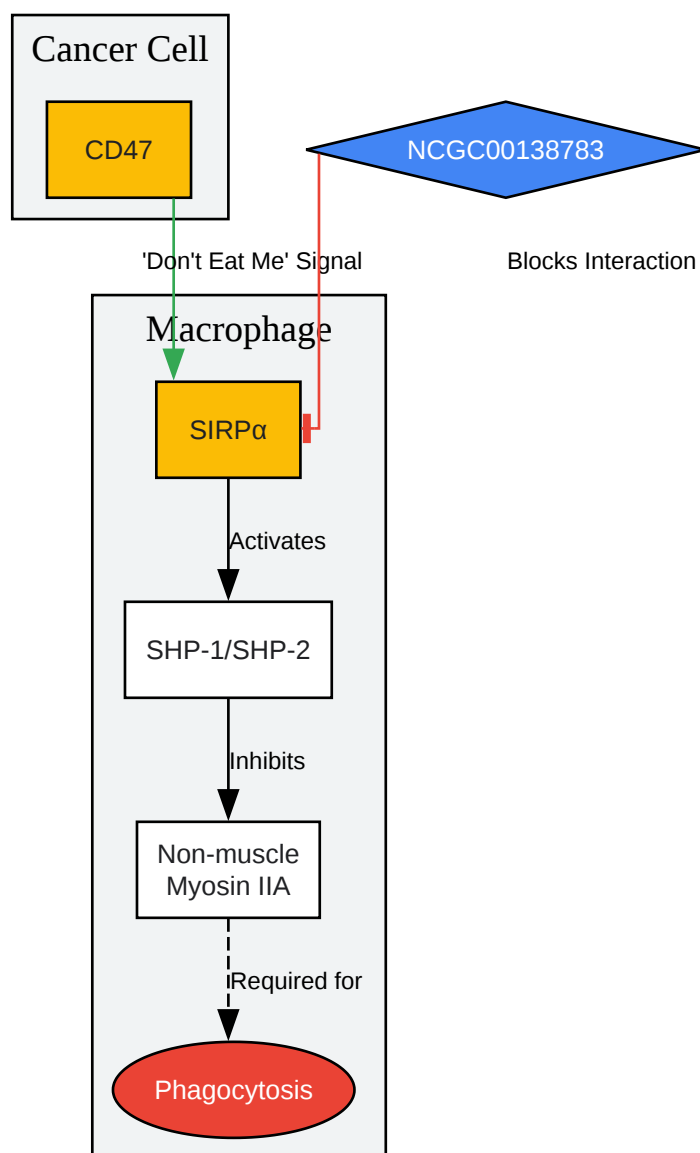 Cancer Cell
CD47
NCGC00138783
'Don't Eat Me' Signal
Blocks Interaction
Macrophage
SIRPα
Activates
SHP-1/SHP-2
Inhibits
Non-muscle
Myosin IIA
Required for
Phagocytosis